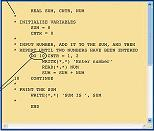 REAL SUM, CNTR, NUM
*
* INITIALIZE VARIABLES
SUM = 0
CNTR = 0
*
* INPUT NUMBER, ADD IT TO THE SUM, AND THEN
* REPEAT UNTIL TWO NUMBERS HAVE BEEN ENTERED
DO 10 CNTR = 1, 2
WRITE(*,*) 'Enter number'
READ(*,*) NUM
SUM = SUM + NUM
10 CONTINUE
*
* PRINT THE SUM
WRITE(*,*) 'SUM IS ', SUM
*
END